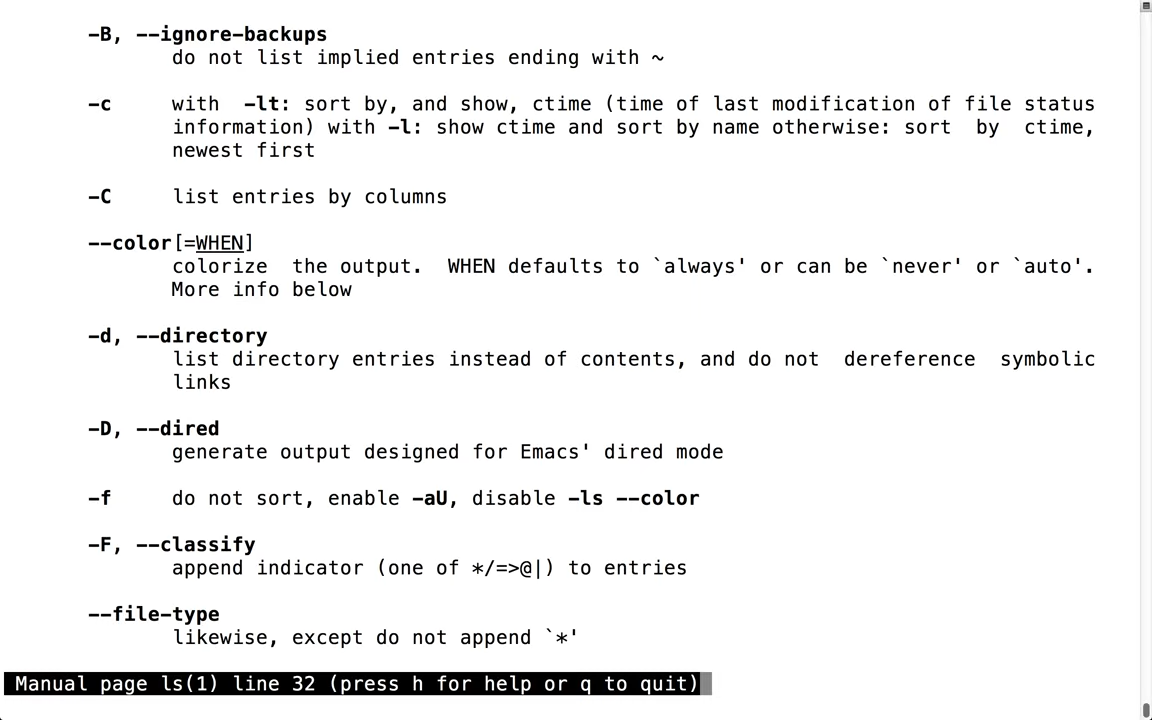 -B, --ignore-backups
do not list implied entries ending with ~
-c with -lt: sort by, and show, ctime (time of last modification of file status
information) with -l: show ctime and sort by name otherwise: sort by ctime,
newest first
-C list entries by columns
--color[=WHEN]
colorize the output. WHEN defaults to `always' or can be `never' or `auto'.
More info below
-d, --directory
list directory entries instead of contents, and do not dereference symbolic
links
-D, --dired
generate output designed for Emacs' dired mode
-f do not sort, enable -aU, disable -ls --color
-F, --classify
append indicator (one of */=>@|) to entries
--file-type
likewise, except do not append `*'
Manual page ls(1) line 32 (press h for help or q to quit)